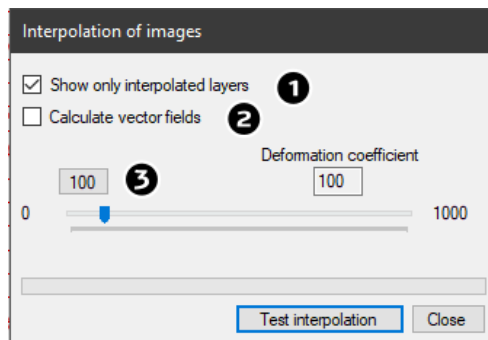 Interpolation of images
Show only interpolated layers 1
Calculate vector fields 2
Deformation coefficient
100 3 100
0 1000
Test interpolation Close